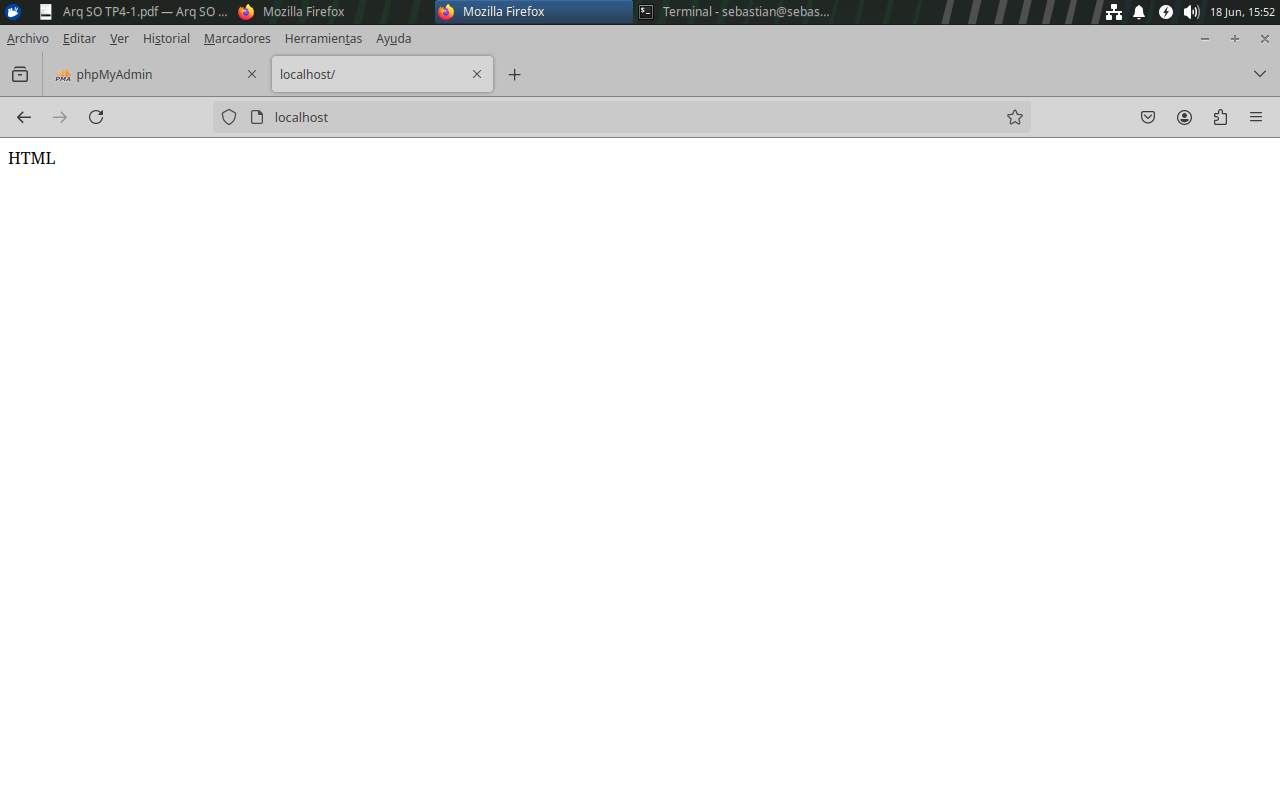 Arq SO TP4-1.pdf — Arq SO ... Mozilla Firefox Mozilla Firefox Terminal - sebastian@sebas... 18 Jun, 15:52
Archivo Editar Ver Historial Marcadores Herramientas Ayuda
PMA phpMyAdmin localhost/
localhost
HTML